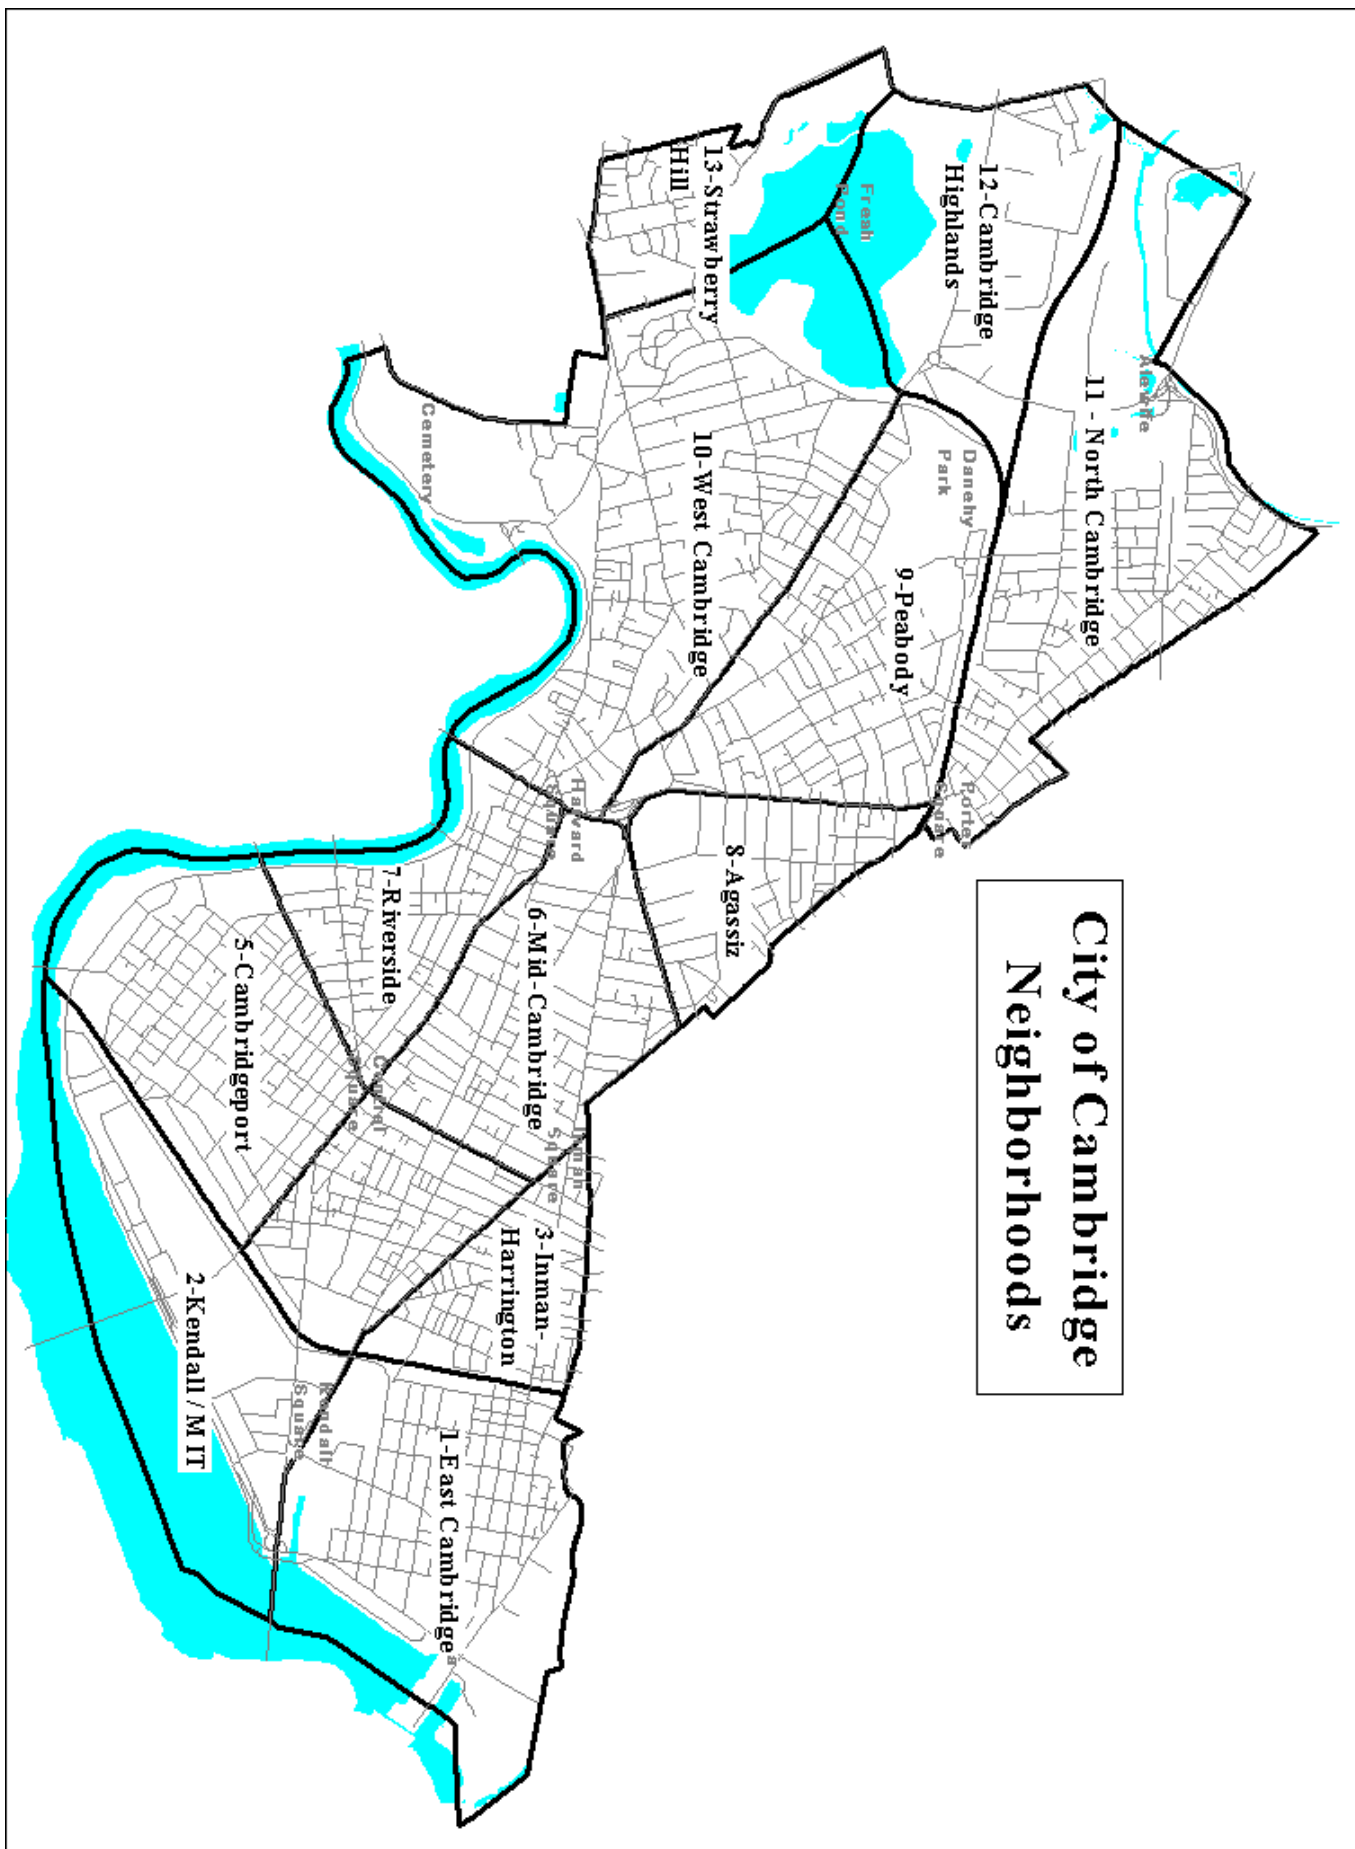 City of Cambridge
Neighborhoods
11 - North Cambridge
Alewife
12-Cambridge
Highlands
Fresh
Pond
Danehy
Park
9-Peabody
Porter
Square
13-Strawberry
Hill
10-West Cambridge
8-Agassiz
Cemetery
Harvard
Square
6-Mid-Cambridge
Inman
Square
3-Inman-
Harrington
7-Riverside
Central
Square
5-Cambridgeport
Kendall
Square
1-East Cambridge
2-Kendall / MIT